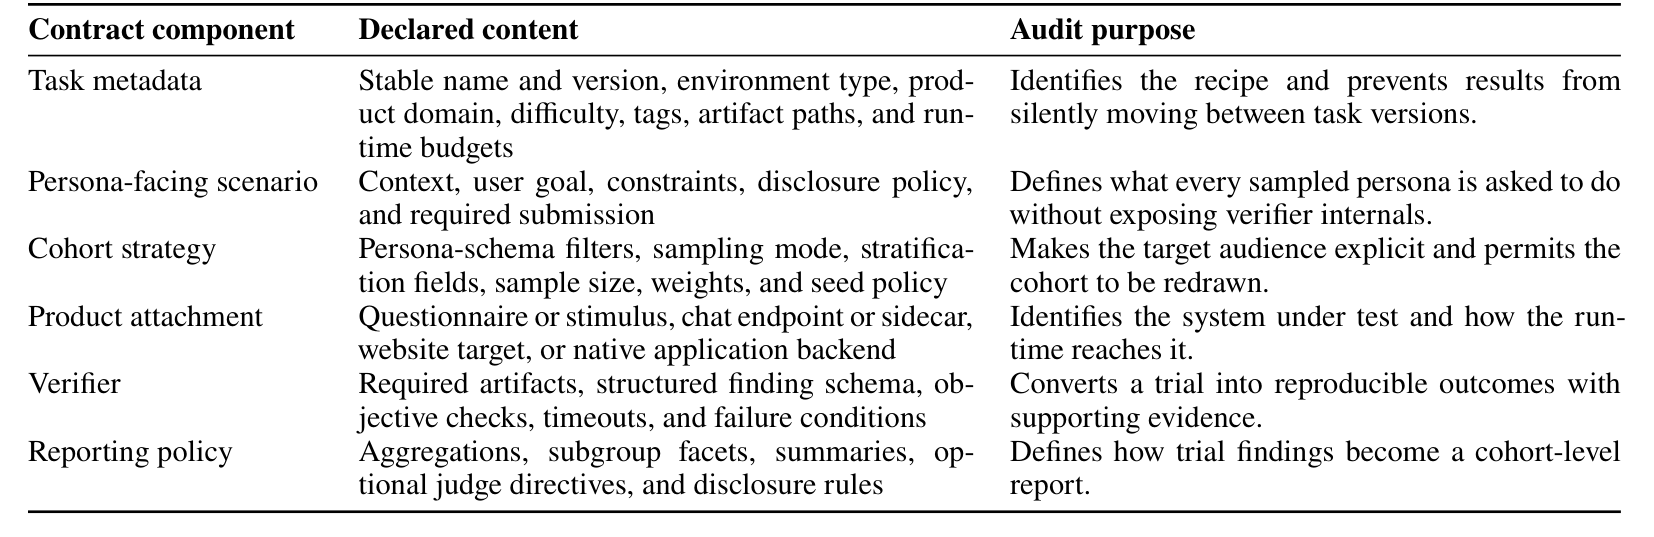 Contract component Declared content Audit purpose
Task metadata Stable name and version, environment type, prod- Identifies the recipe and prevents results from
uct domain, difficulty, tags, artifact paths, and run- silently moving between task versions.
time budgets
Persona-facing scenario Context, user goal, constraints, disclosure policy, Defines what every sampled persona is asked to do
and required submission without exposing verifier internals.
Cohort strategy Persona-schema filters, sampling mode, stratifica- Makes the target audience explicit and permits the
tion fields, sample size, weights, and seed policy cohort to be redrawn.
Product attachment Questionnaire or stimulus, chat endpoint or sidecar, Identifies the system under test and how the run-
website target, or native application backend time reaches it.
Verifier Required artifacts, structured finding schema, ob- Converts a trial into reproducible outcomes with
jective checks, timeouts, and failure conditions supporting evidence.
Reporting policy Aggregations, subgroup facets, summaries, op- Defines how trial findings become a cohort-level
tional judge directives, and disclosure rules report.